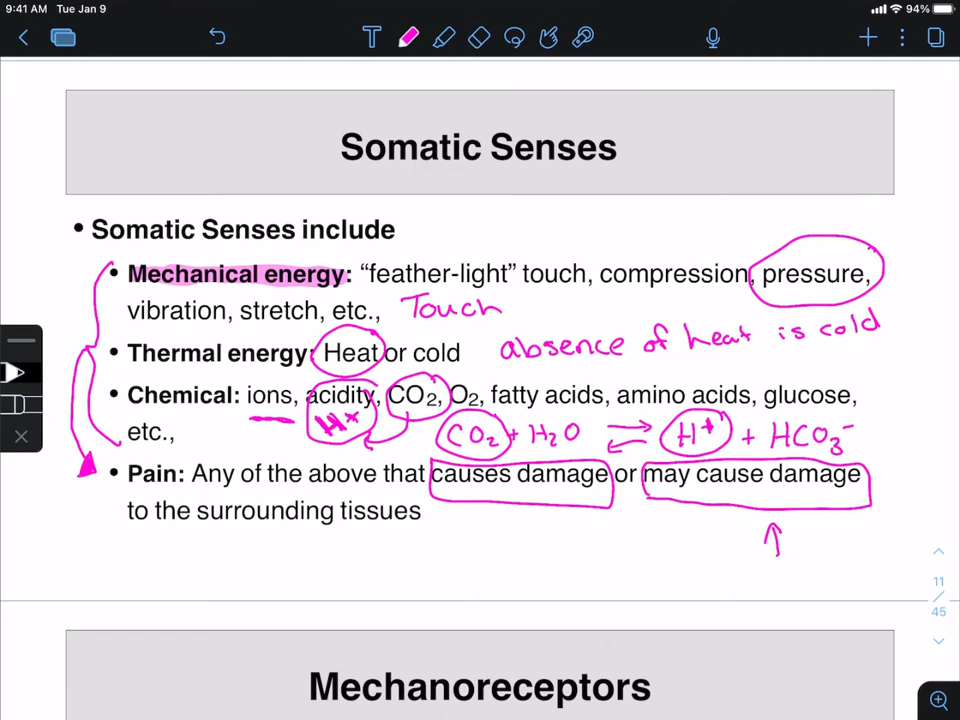 9:41 AM Tue Jan 9
94%
Somatic Senses
• Somatic Senses include
• Mechanical energy: “feather-light” touch, compression, pressure,
vibration, stretch, etc., Touch
• Thermal energy: Heat or cold absence of heat is cold
• Chemical: ions, acidity, CO₂, O₂, fatty acids, amino acids, glucose,
etc., H+ CO₂ + H₂O ⇌ H⁺ + HCO₃⁻
• Pain: Any of the above that causes damage or may cause damage
to the surrounding tissues
11
/
45
Mechanoreceptors